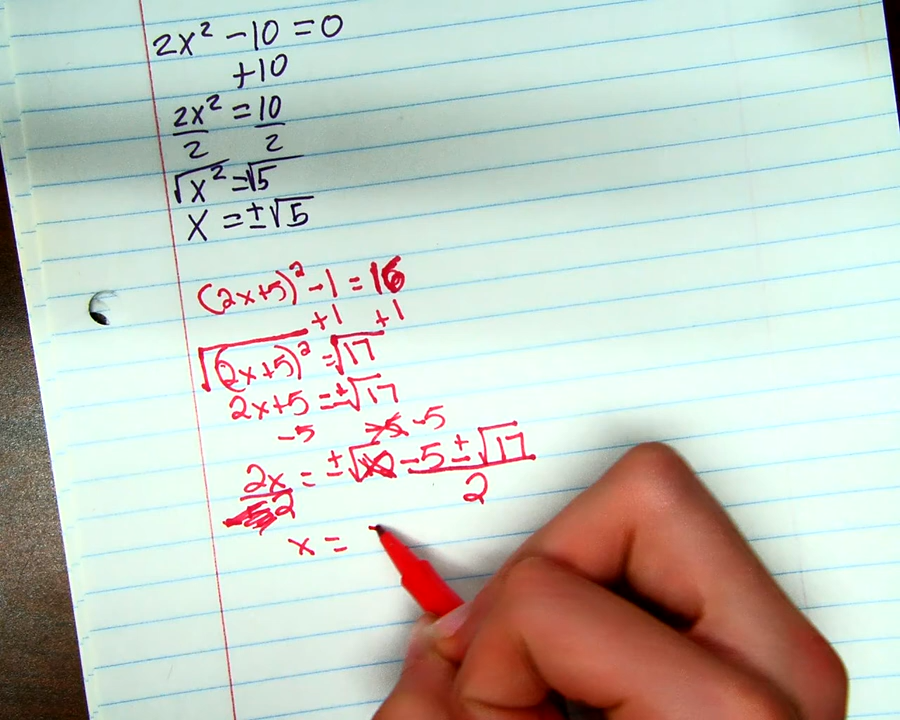 2x² - 10 = 0
+10
2x² = 10
2 2
√x² = √5
x = ±√5
(2x+5)² - 1 = 16
+1 +1
√(2x+5)² = √17
2x+5 = ±√17
-5 -5
2x = ± -5 ± √17
2 2
x =